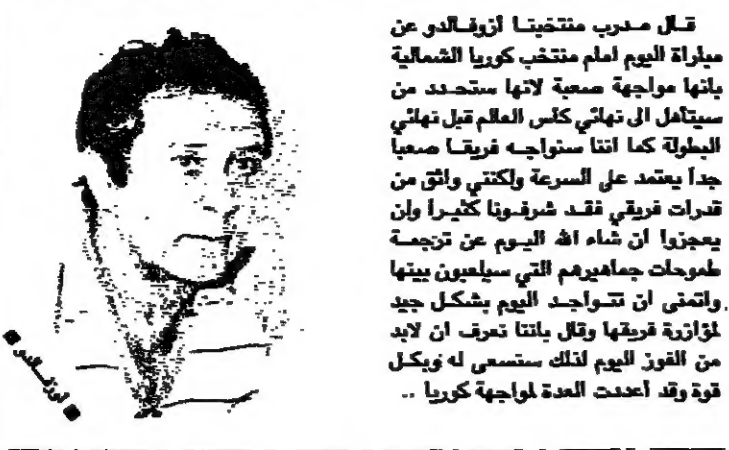 قال مدرب منتخبنا أزوفالدو عن
مباراة اليوم امام منتخب كوريا الشمالية
بانها مواجهة صعبة لانها ستحدد من
سيتأهل الى نهائي كأس العالم قبل نهائي
البطولة كما اننا سنواجه فريقا صعبا
جداً يعتمد على السرعة ولكنني واثق من
قدرات فريقي فقد شرفونا كثيراً ولن
يعجزوا ان شاء الله اليوم عن ترجمة
طموحات جماهيرهم التي سيلعبون بينها
واتمنى ان تتواجد اليوم بشكل جيد
لمؤازرة فريقها وقال باننا نعرف ان لابد
من الفوز اليوم لذلك سنسعى له وبكل
قوة وقد أعددت العدة لمواجهة كوريا ..
أوزفالدو